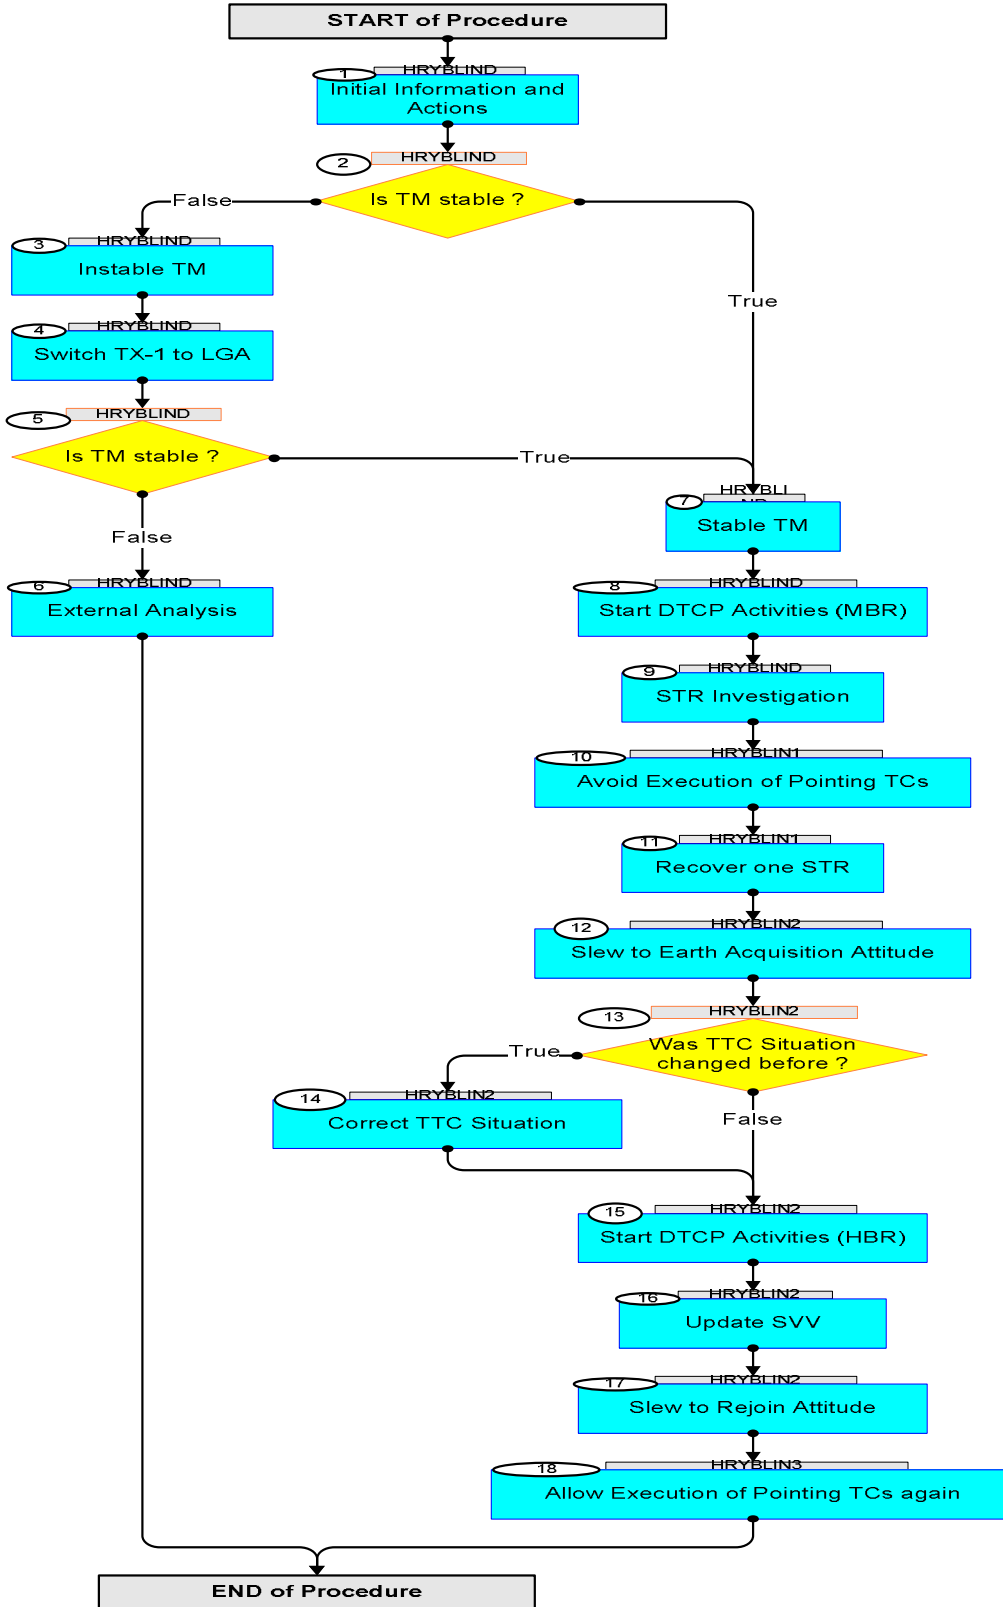 START of Procedure
HRYBLIND
1
Initial Information and
Actions
HRYBLIND
2
Is TM stable ?
False
True
HRYBLIND
3
Instable TM
HRYBLIND
4
Switch TX-1 to LGA
HRYBLIND
5
Is TM stable ?
True
False
HRYBLI
ND
7
Stable TM
HRYBLIND
6
External Analysis
HRYBLIND
8
Start DTCP Activities (MBR)
HRYBLIND
9
STR Investigation
HRYBLIN1
10
Avoid Execution of Pointing TCs
HRYBLIN1
11
Recover one STR
HRYBLIN2
12
Slew to Earth Acquisition Attitude
HRYBLIN2
13
Was TTC Situation
changed before ?
True
False
HRYBLIN2
14
Correct TTC Situation
HRYBLIN2
15
Start DTCP Activities (HBR)
HRYBLIN2
16
Update SVV
HRYBLIN2
17
Slew to Rejoin Attitude
HRYBLIN3
18
Allow Execution of Pointing TCs again
END of Procedure